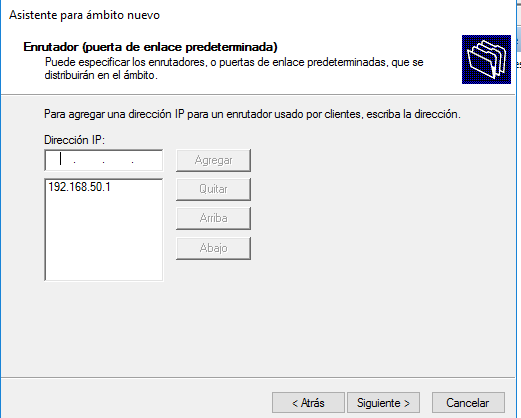 Asistente para ámbito nuevo
Enrutador (puerta de enlace predeterminada)
Puede especificar los enrutadores, o puertas de enlace predeterminadas, que se
distribuirán en el ámbito.
Para agregar una dirección IP para un enrutador usado por clientes, escriba la dirección.
Dirección IP:
. . .
Agregar
192.168.50.1
Quitar
Arriba
Abajo
< Atrás
Siguiente >
Cancelar